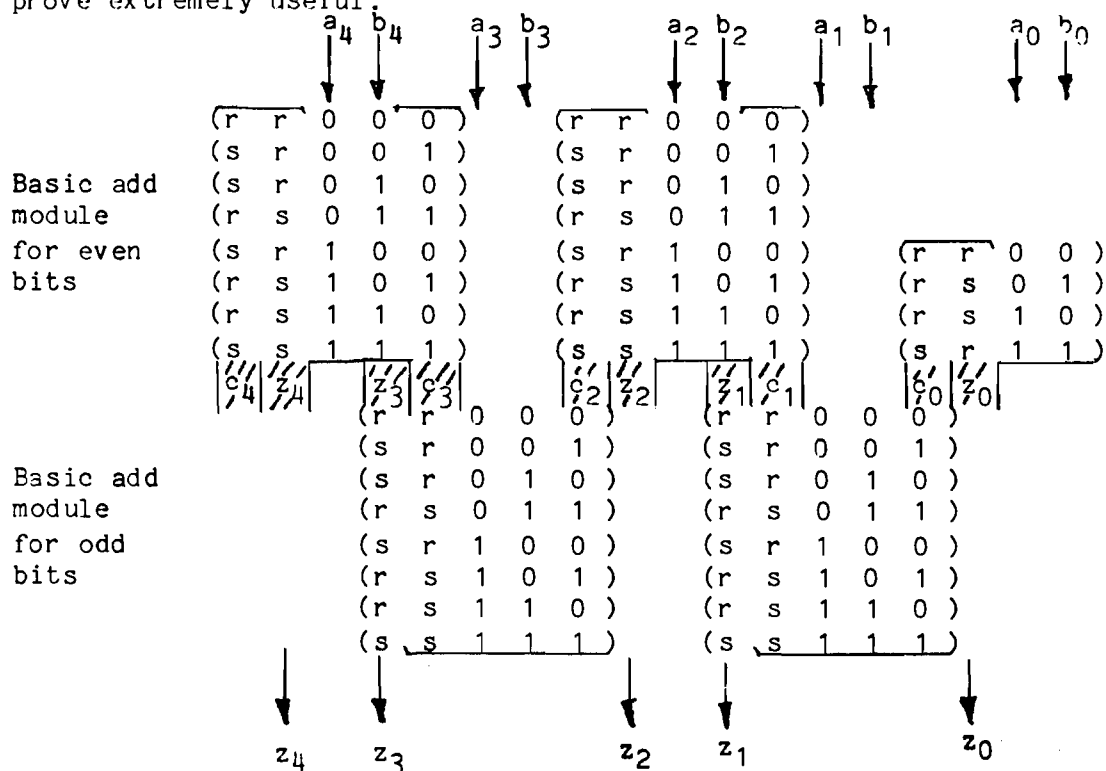 prove extremely useful.
a4 b4 a3 b3 a2 b2 a1 b1 a0 b0
(r r 0 0 0) (r r 0 0 0)
(s r 0 0 1) (s r 0 0 1)
Basic add (s r 0 1 0) (s r 0 1 0)
module (r s 0 1 1) (r s 0 1 1)
for even (s r 1 0 0) (s r 1 0 0) (r r 0 0)
bits (r s 1 0 1) (r s 1 0 1) (r s 0 1)
(r s 1 1 0) (r s 1 1 0) (r s 1 0)
(s s 1 1 1) (s s 1 1 1) (s r 1 1)
c4 z4 z3 c3 c2 z2 z1 c1 c0 z0
(r r 0 0 0) (r r 0 0 0)
(s r 0 0 1) (s r 0 0 1)
Basic add (s r 0 1 0) (s r 0 1 0)
module (r s 0 1 1) (r s 0 1 1)
for odd (s r 1 0 0) (s r 1 0 0)
bits (r s 1 0 1) (r s 1 0 1)
(r s 1 1 0) (r s 1 1 0)
(s s 1 1 1) (s s 1 1 1)
z4 z3 z2 z1 z0